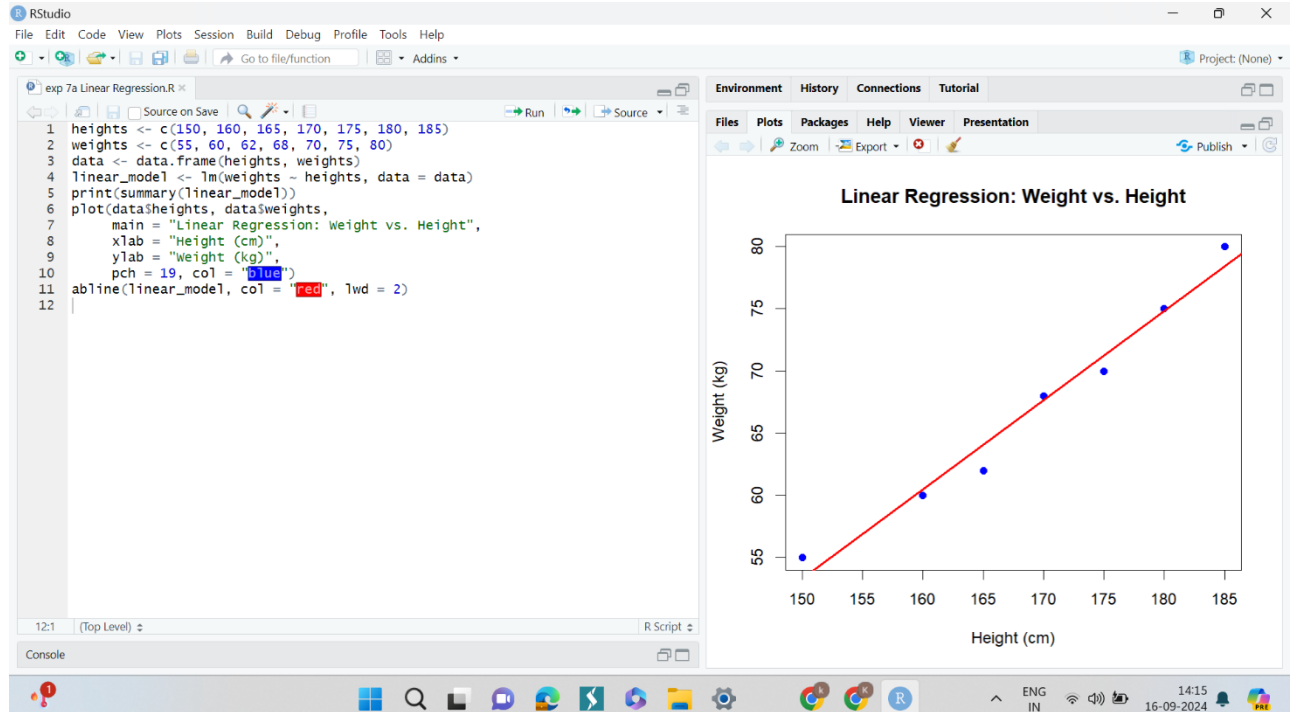 RStudio
File Edit Code View Plots Session Build Debug Profile Tools Help
Go to file/function
Addins
Project: (None)
exp 7a Linear Regression.R
Source on Save
Run
Source
1 heights <- c(150, 160, 165, 170, 175, 180, 185)
2 weights <- c(55, 60, 62, 68, 70, 75, 80)
3 data <- data.frame(heights, weights)
4 linear_model <- lm(weights ~ heights, data = data)
5 print(summary(linear_model))
6 plot(data$heights, data$weights,
7 main = "Linear Regression: Weight vs. Height",
8 xlab = "Height (cm)",
9 ylab = "Weight (kg)",
10 pch = 19, col = "blue")
11 abline(linear_model, col = "red", lwd = 2)
12
12:1 (Top Level) R Script
Console
Environment History Connections Tutorial
Files Plots Packages Help Viewer Presentation
Zoom Export Publish
Linear Regression: Weight vs. Height
80
75
70
65
60
55
Weight (kg)
150 155 160 165 170 175 180 185
Height (cm)
1
K
K
R
ENG
IN
14:15
16-09-2024
PRE